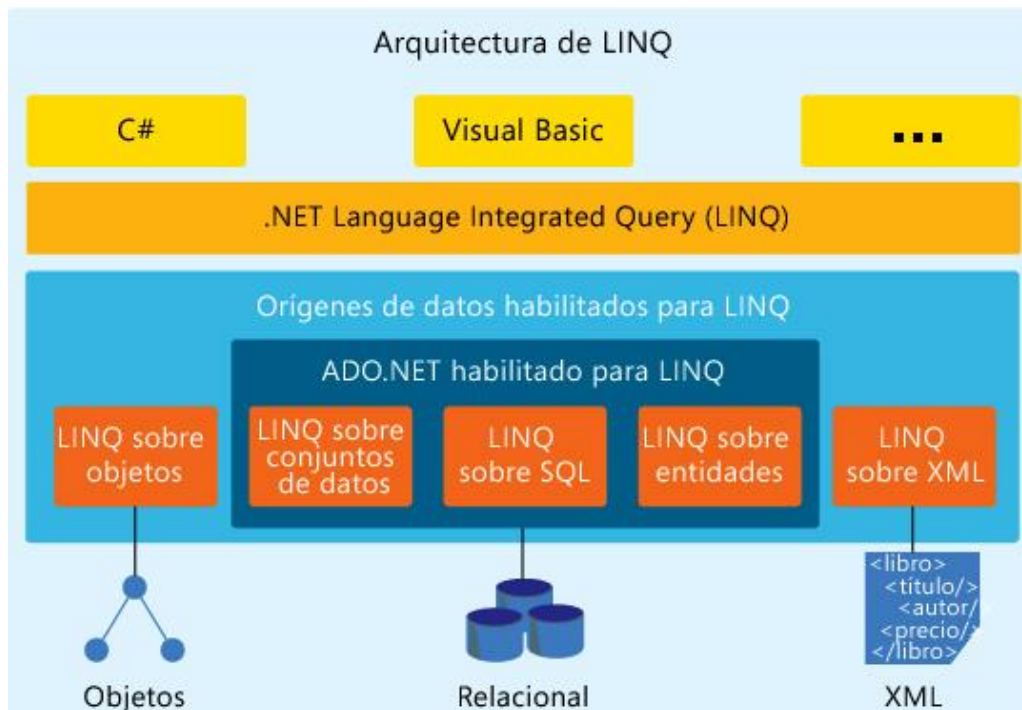 Arquitectura de LINQ
C#
Visual Basic
...
.NET Language Integrated Query (LINQ)
Orígenes de datos habilitados para LINQ
ADO.NET habilitado para LINQ
LINQ sobre
objetos
LINQ sobre
conjuntos
de datos
LINQ
sobre SQL
LINQ sobre
entidades
LINQ
sobre XML
<libro>
<título/>
<autor/>
<precio/>
</libro>
Objetos
Relacional
XML